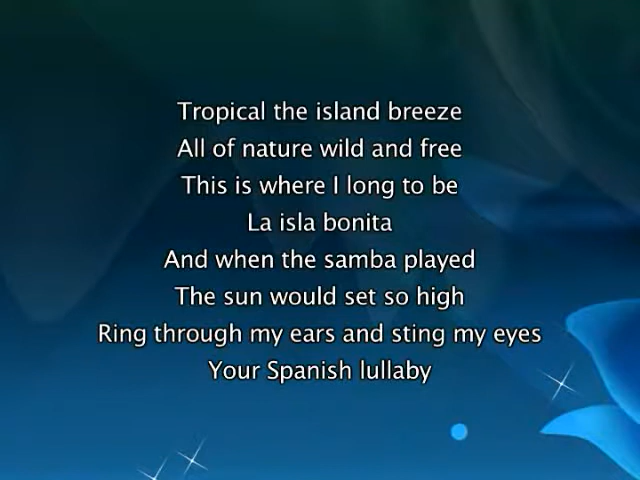 Tropical the island breeze
All of nature wild and free
This is where I long to be
La isla bonita
And when the samba played
The sun would set so high
Ring through my ears and sting my eyes
Your Spanish lullaby